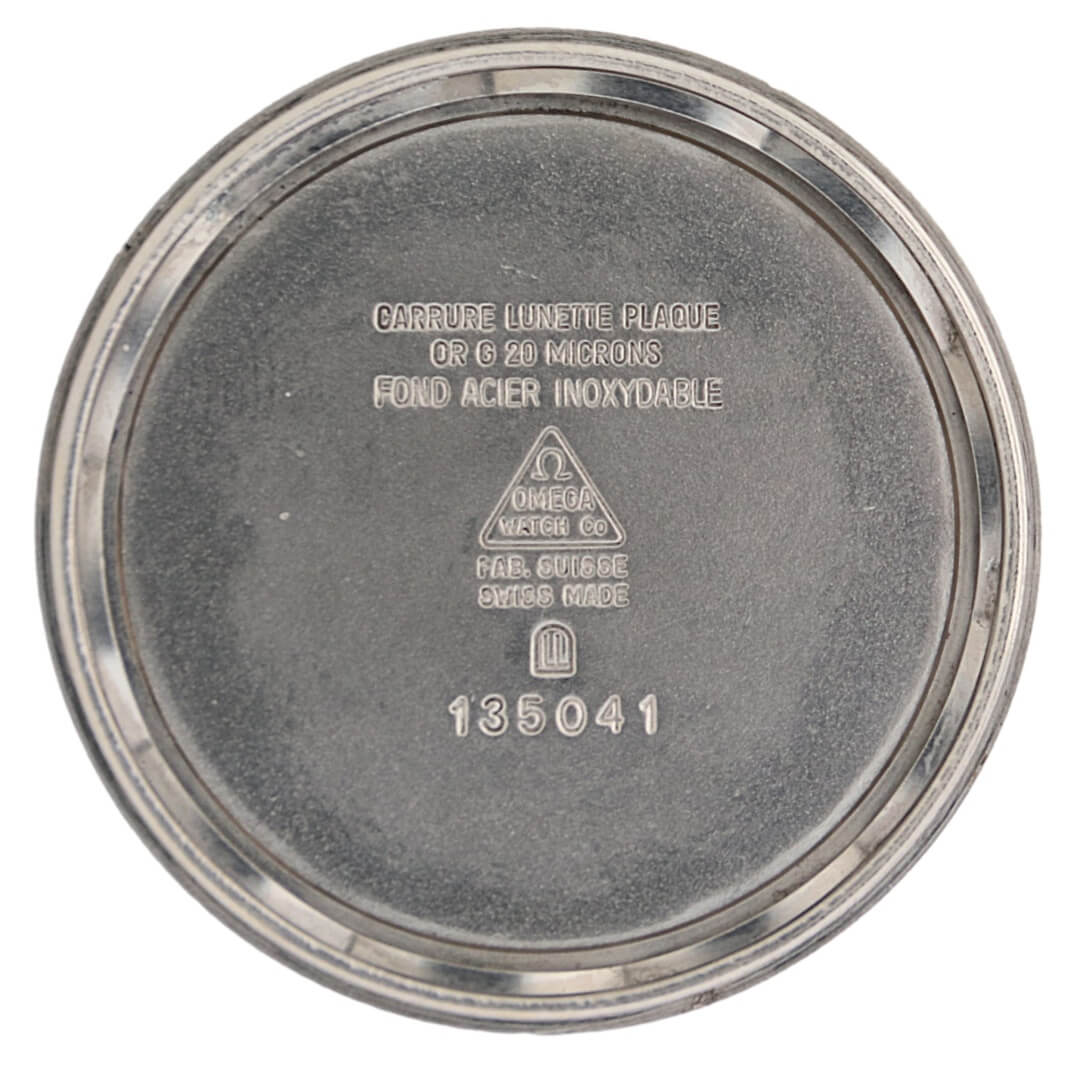 CARRURE LUNETTE PLAQUE
OR G 20 MICRONS
FOND ACIER INOXYDABLE
Ω
OMEGA
WATCH Co
FAB. SUISSE
SWISS MADE
135041